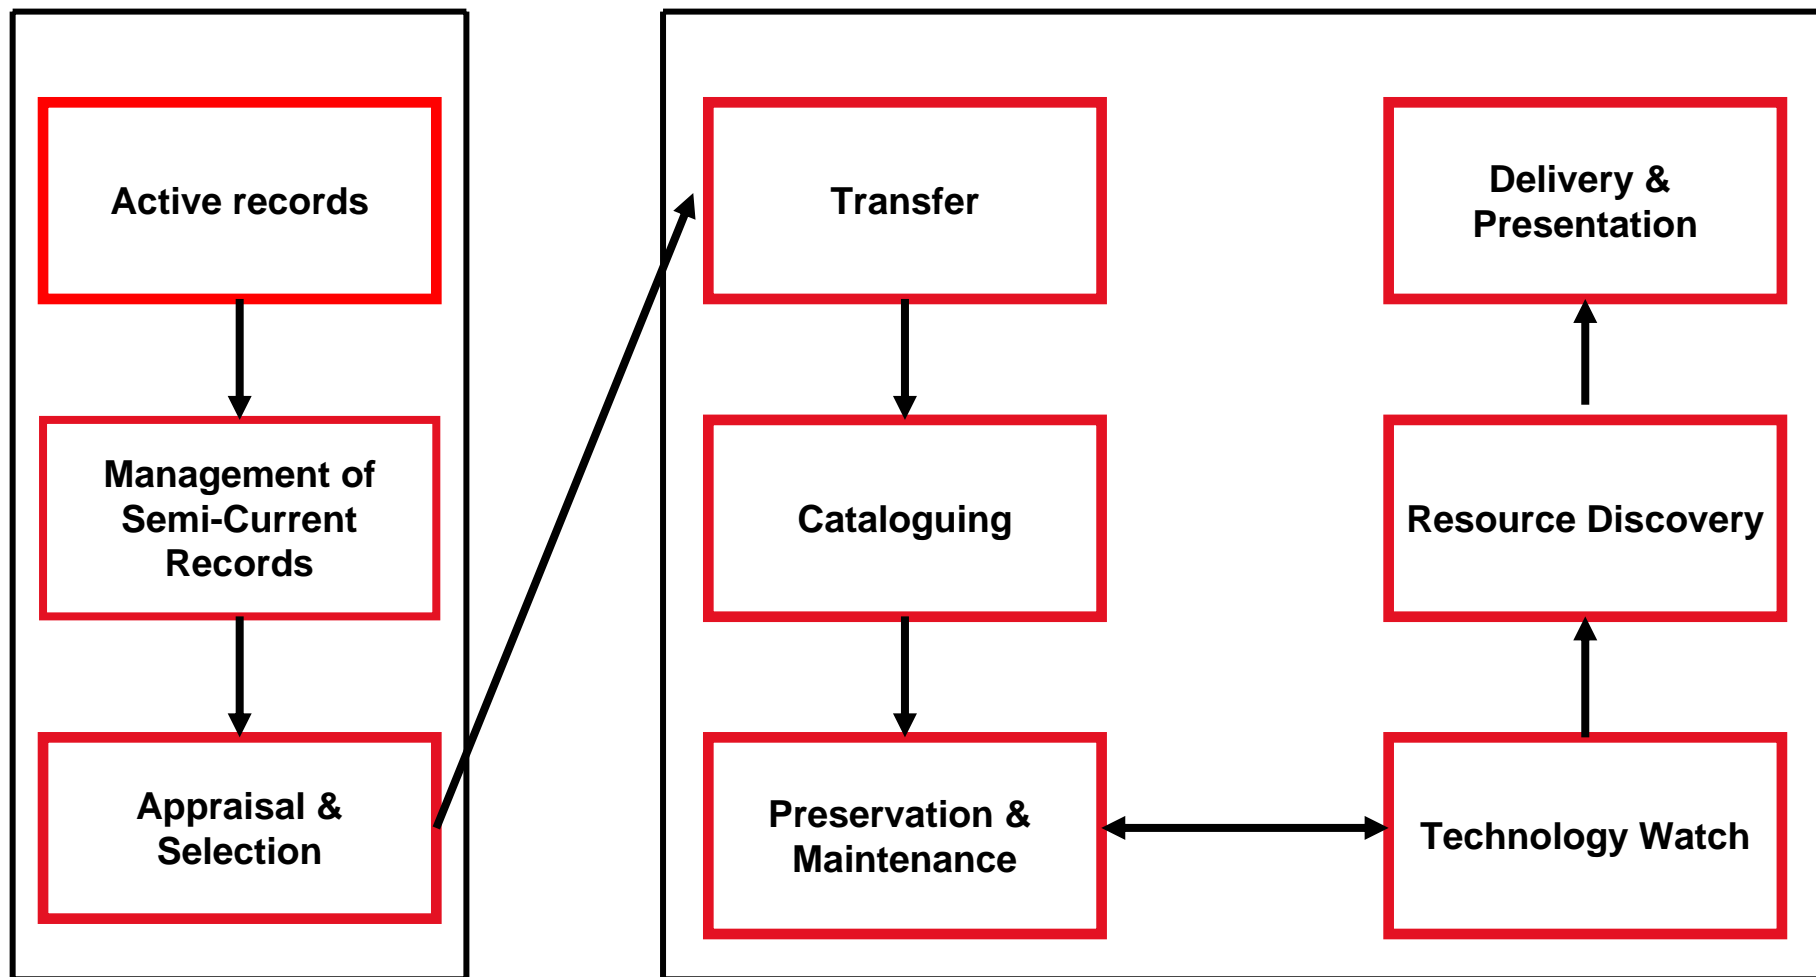 Active records
Management of
Semi-Current
Records
Appraisal &
Selection
Transfer
Cataloguing
Preservation &
Maintenance
Delivery &
Presentation
Resource Discovery
Technology Watch